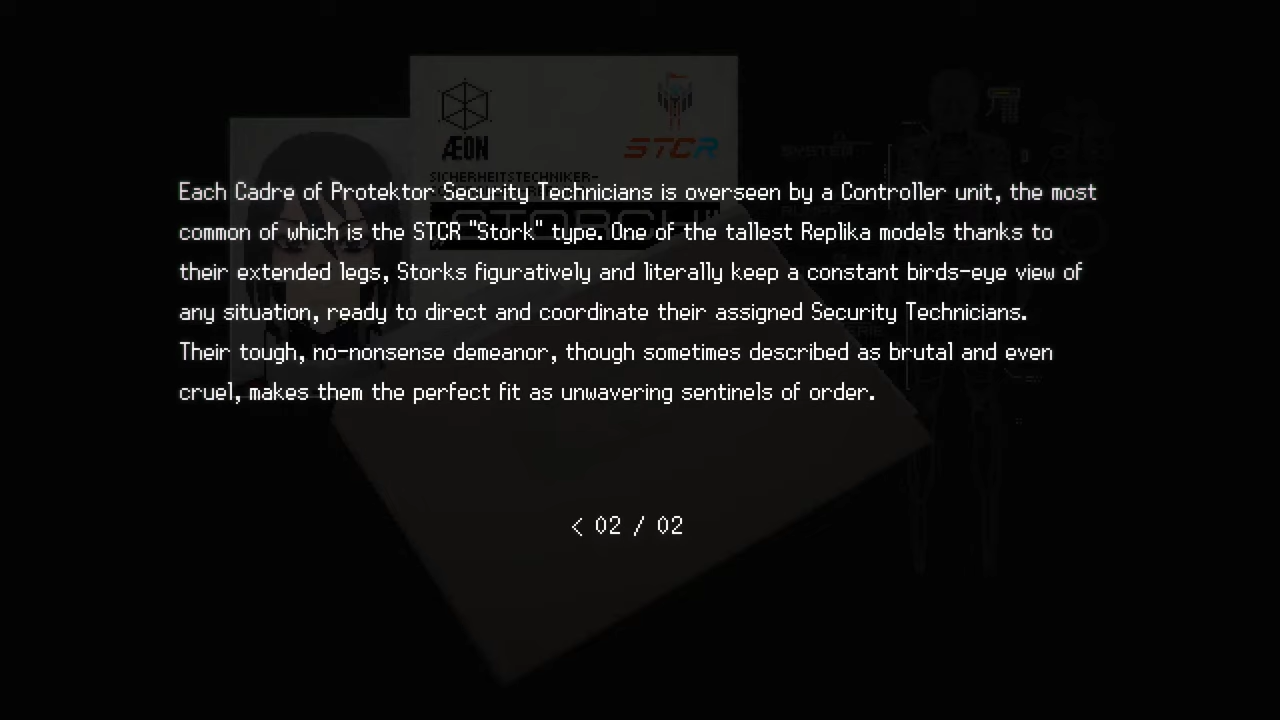 ÆON
STCR
SICHERHEITSTECHNIKER-
STORCH
SYSTEM
Each Cadre of Protektor Security Technicians is overseen by a Controller unit, the most
common of which is the STCR "Stork" type. One of the tallest Replika models thanks to
their extended legs, Storks figuratively and literally keep a constant birds-eye view of
any situation, ready to direct and coordinate their assigned Security Technicians.
Their tough, no-nonsense demeanor, though sometimes described as brutal and even
cruel, makes them the perfect fit as unwavering sentinels of order.
< 02 / 02